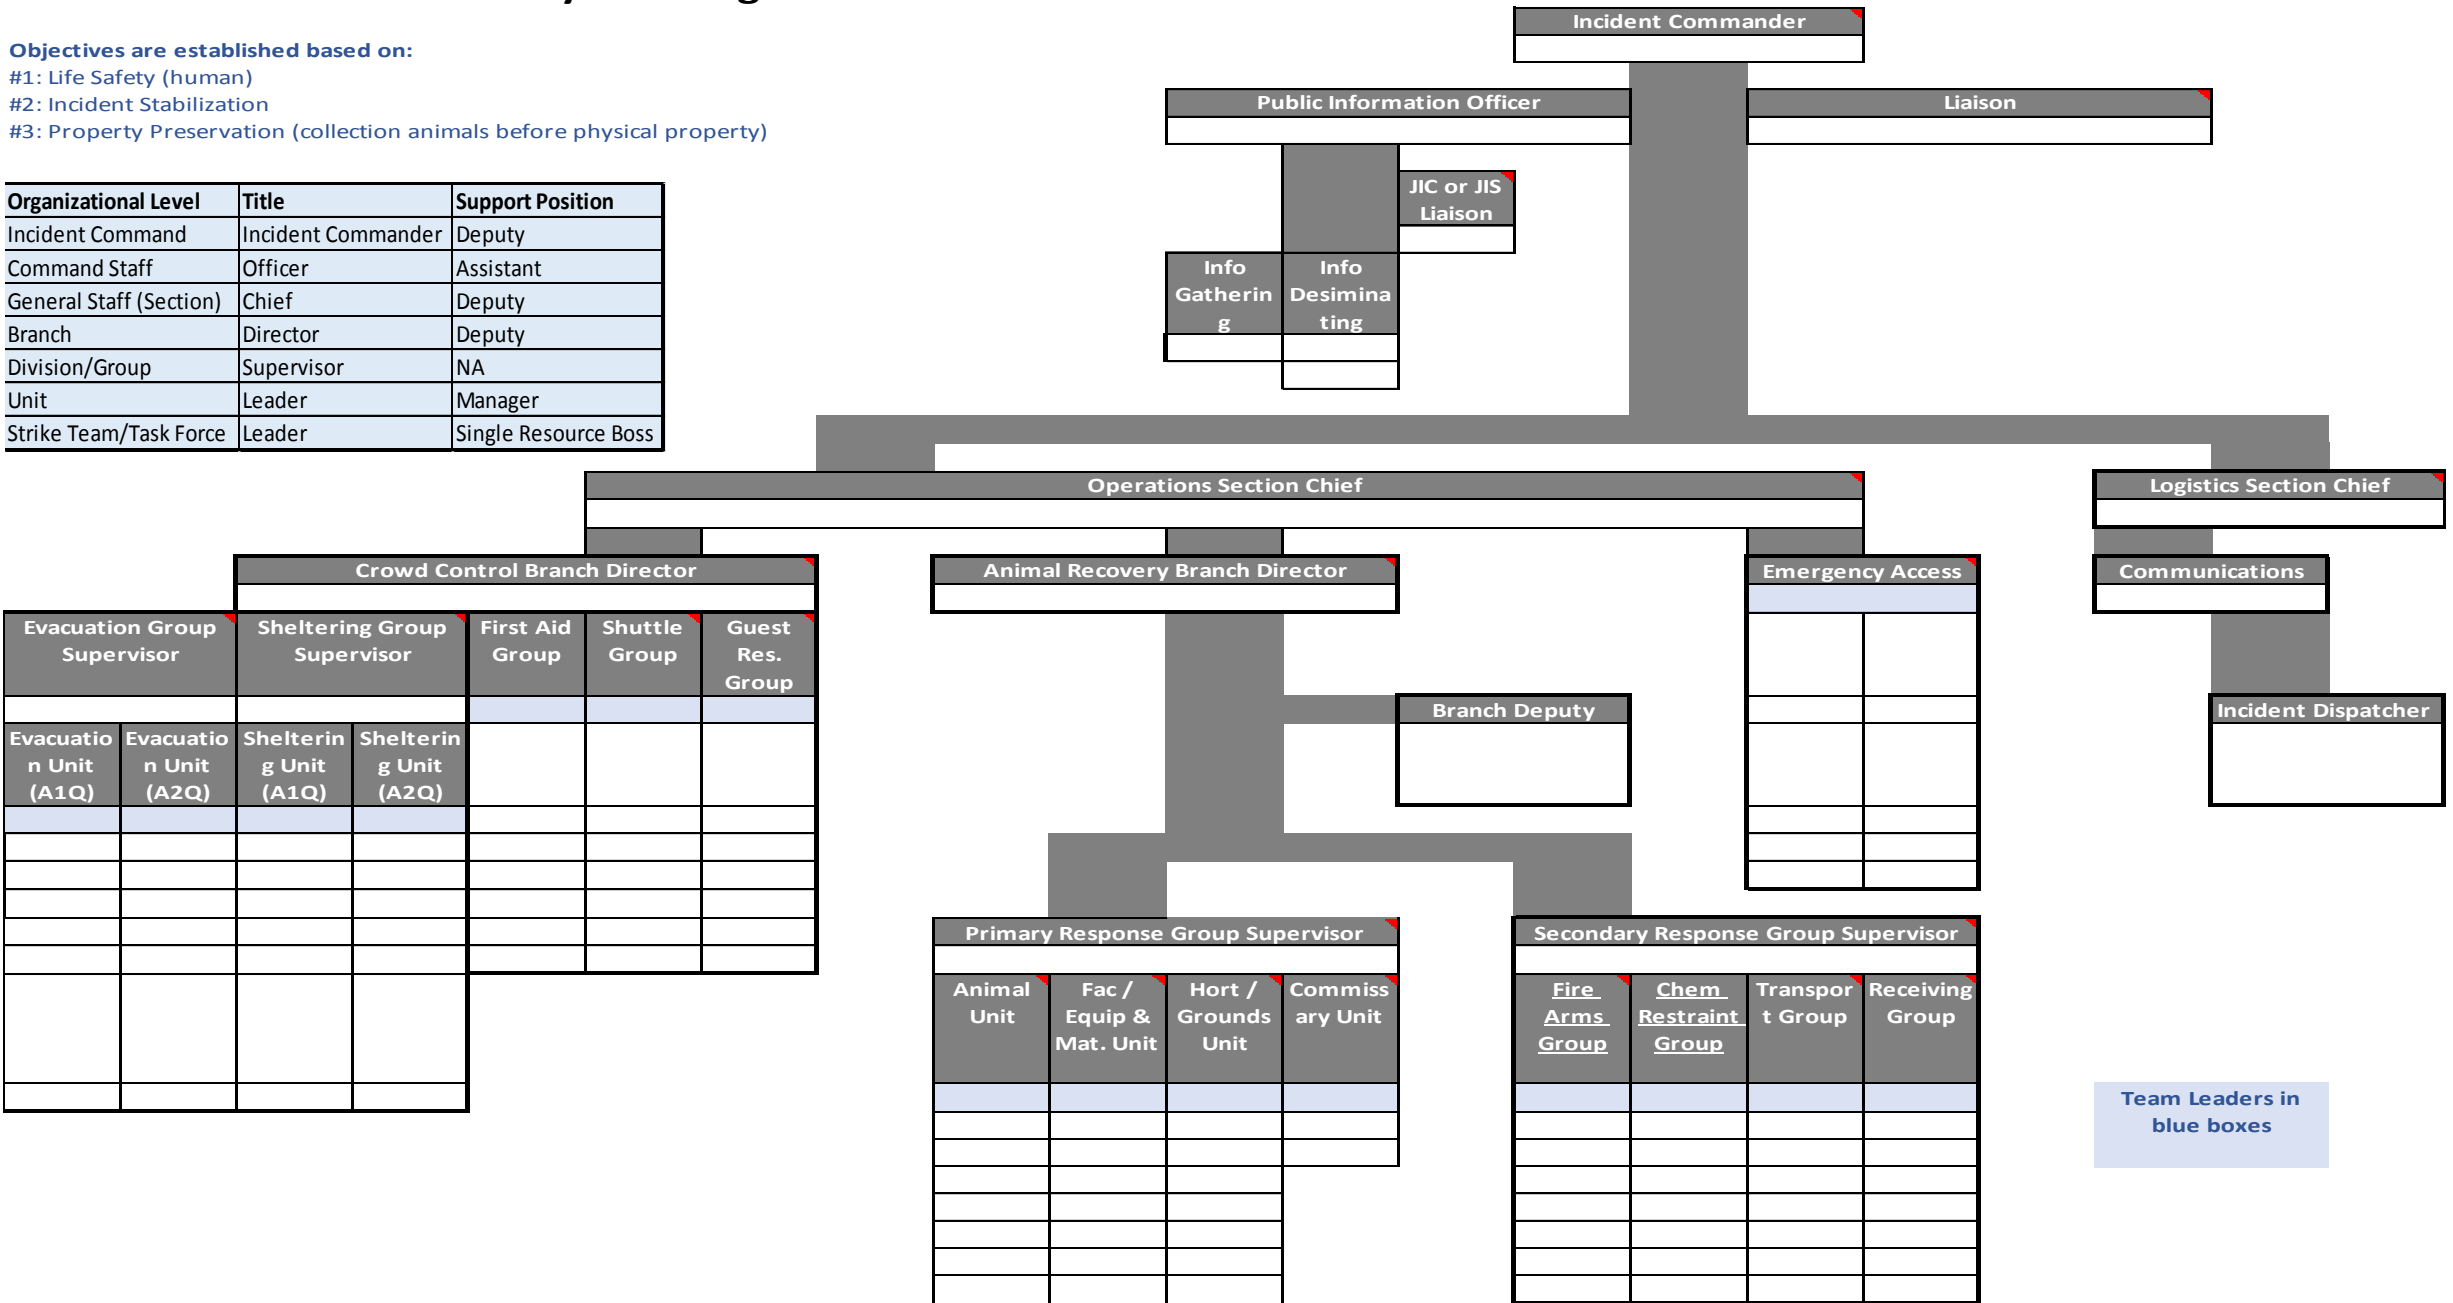 Incident Commander
Objectives are established based on:
#1: Life Safety (human)
#2: Incident Stabilization
#3: Property Preservation (collection animals before physical property)
Public Information Officer
Liaison
JIC or JIS
Liaison
Organizational Level Title Support Position
Incident Command Incident Commander Deputy
Command Staff Officer Assistant
General Staff (Section) Chief Deputy
Branch Director Deputy
Division/Group Supervisor NA
Unit Leader Manager
Strike Team/Task Force Leader Single Resource Boss
Info
Gatherin
g
Info
Desimina
ting
Operations Section Chief
Logistics Section Chief
Crowd Control Branch Director
Animal Recovery Branch Director
Emergency Access
Communications
Evacuation Group
Supervisor
Sheltering Group
Supervisor
First Aid
Group
Shuttle
Group
Guest
Res.
Group
Branch Deputy
Incident Dispatcher
Evacuatio
n Unit
(A1Q)
Evacuatio
n Unit
(A2Q)
Shelterin
g Unit
(A1Q)
Shelterin
g Unit
(A2Q)
Primary Response Group Supervisor
Secondary Response Group Supervisor
Animal
Unit
Fac /
Equip &
Mat. Unit
Hort /
Grounds
Unit
Commiss
ary Unit
Fire
Arms
Group
Chem
Restraint
Group
Transpor
t Group
Receiving
Group
Team Leaders in
blue boxes